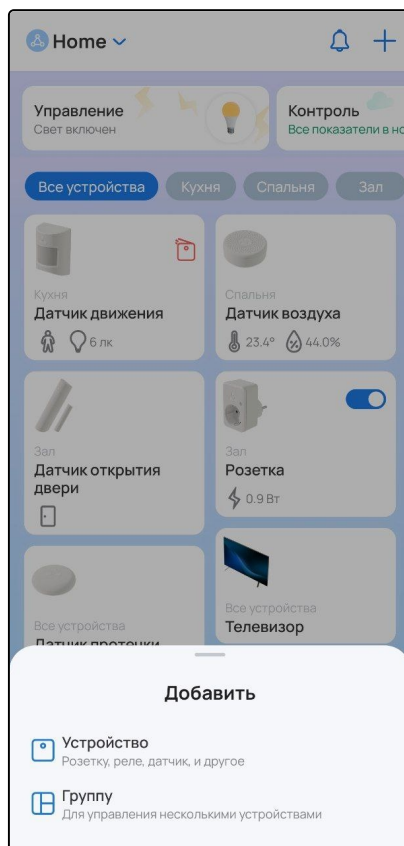 Home
Управление
Свет включен
Контроль
Все показатели в но
Все устройства
Кухня
Спальня
Зал
Кухня
Датчик движения
6 лк
Спальня
Датчик воздуха
23.4°
44.0%
Зал
Датчик открытия
двери
Зал
Розетка
0.9 Вт
Все устройства
Датчик протечки
Все устройства
Телевизор
Добавить
Устройство
Розетку, реле, датчик, и другое
Группу
Для управления несколькими устройствами